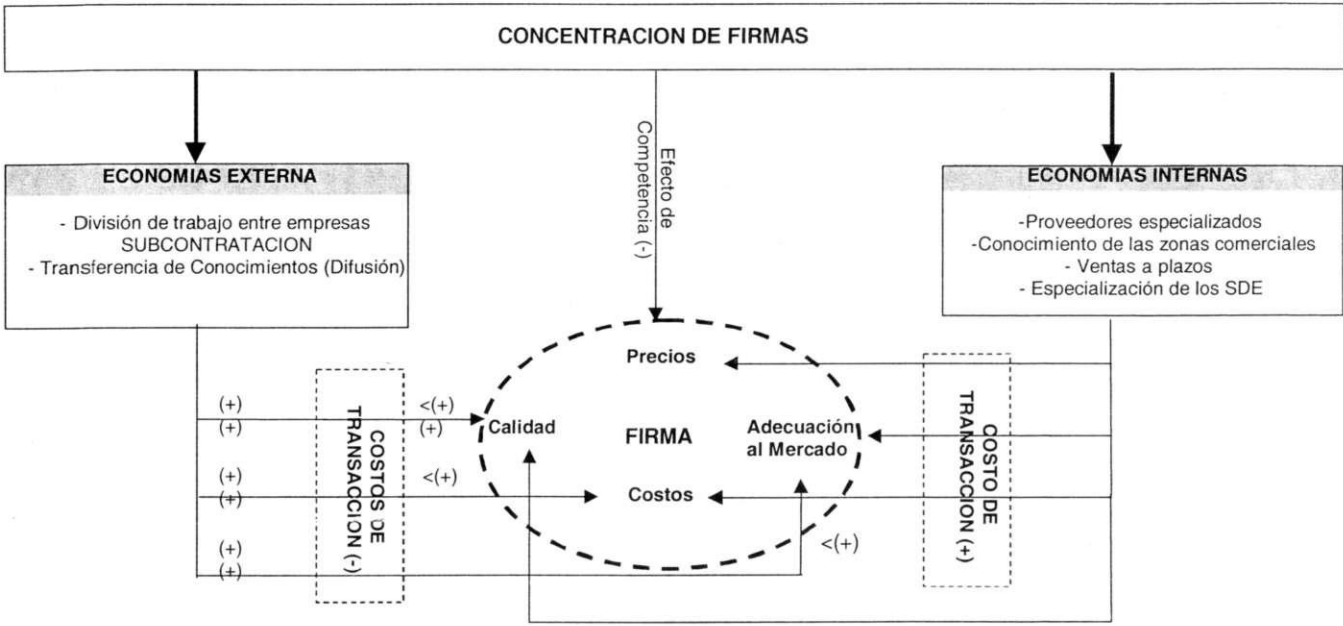 CONCENTRACION DE FIRMAS
Efecto de
Competencia (-)
ECONOMIAS EXTERNA
- División de trabajo entre empresas
SUBCONTRATACION
- Transferencia de Conocimientos (Difusión)
ECONOMIAS INTERNAS
-Proveedores especializados
-Conocimiento de las zonas comerciales
- Ventas a plazos
- Especialización de los SDE
(+)
(+)
(+)
(+)
(+)
(+)
COSTOS DE
TRANSACCION (-)
<(+)
(+)
<(+)
Precios
Calidad
FIRMA
Adecuación
al Mercado
Costos
<(+)
COSTO DE
TRANSACCION (+)